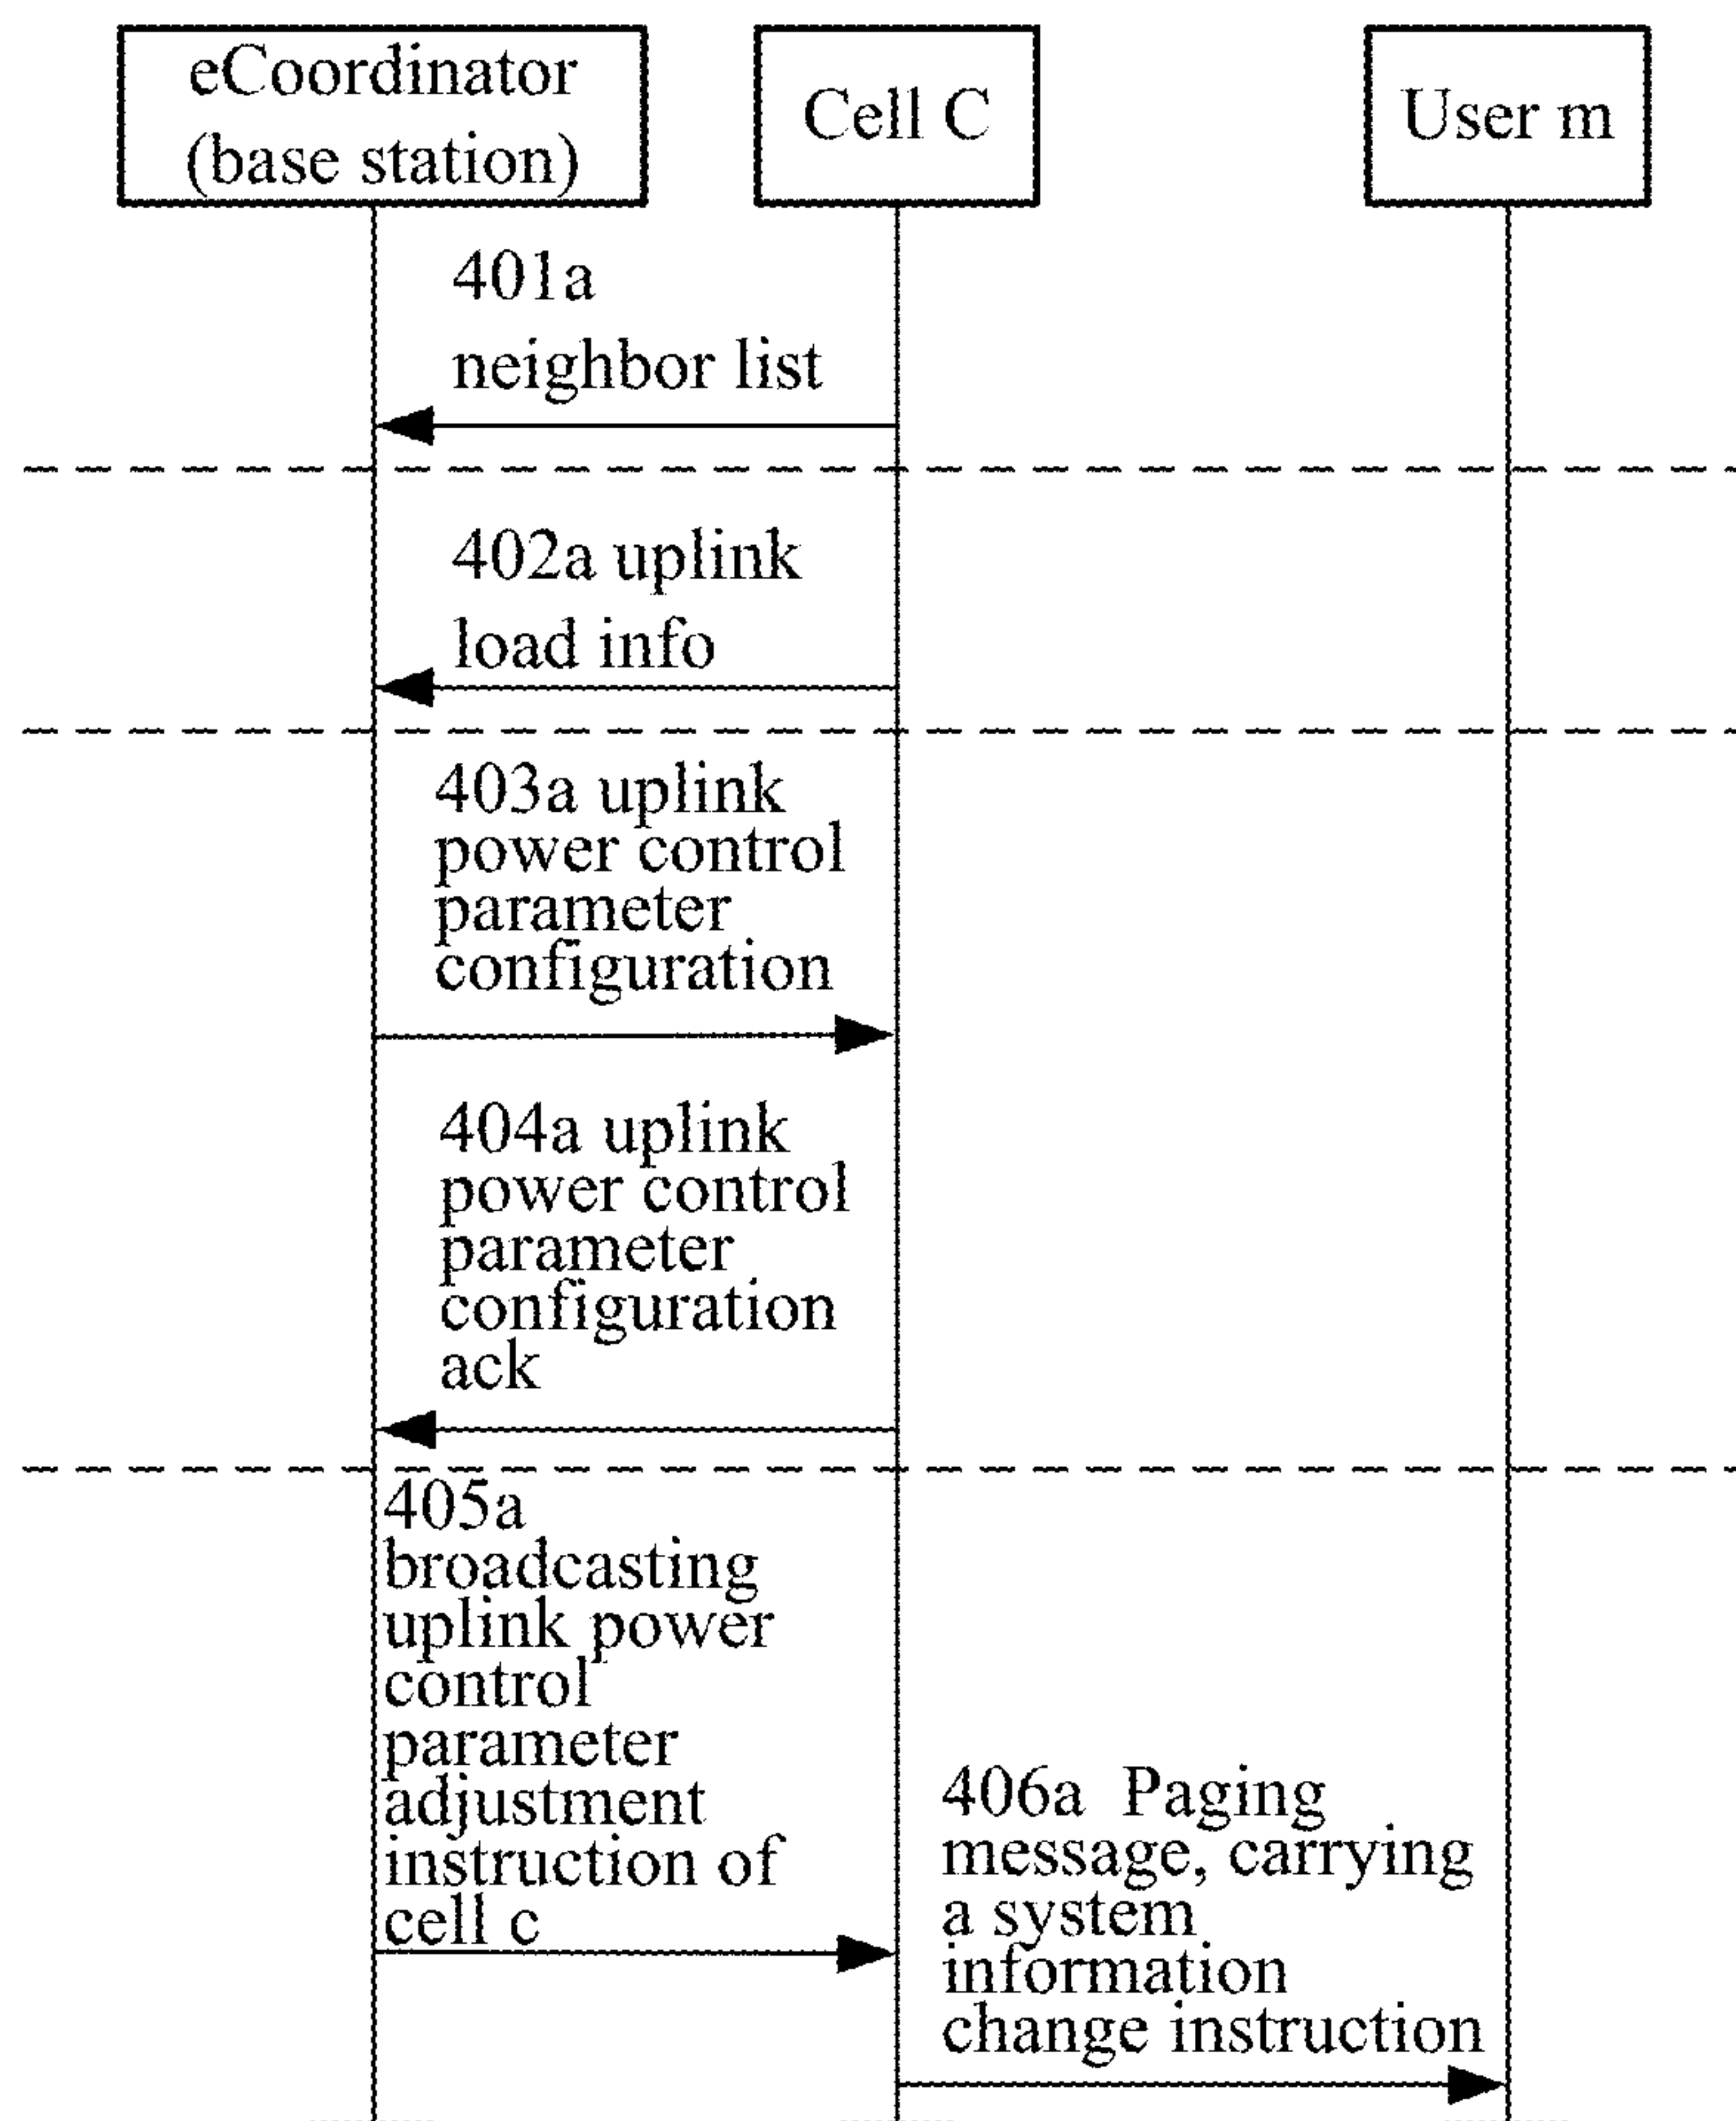 eCoordinator
(base station)
Cell C
User m
401a
neighbor list
402a uplink
load info
403a uplink
power control
parameter
configuration
404a uplink
power control
parameter
configuration
ack
405a
broadcasting
uplink power
control
parameter
adjustment
instruction of
cell c
406a Paging
message, carrying
a system
information
change instruction